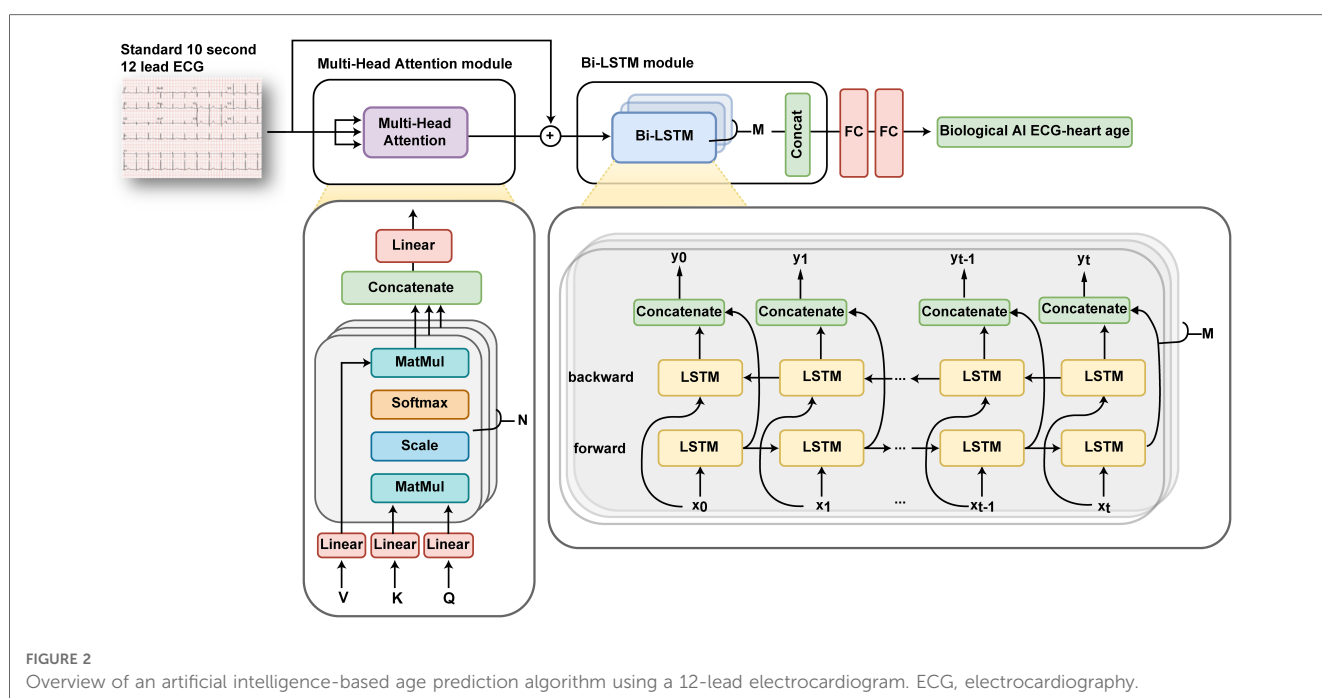 Standard 10 second
12 lead ECG
Multi-Head Attention module
Bi-LSTM module
Multi-Head
Attention
+
Bi-LSTM
M
Concat
FC
FC
Biological AI ECG-heart age
Linear
Concatenate
MatMul
Softmax
Scale
MatMul
N
Linear
Linear
Linear
V
K
Q
y0
y1
yt-1
yt
Concatenate
Concatenate
Concatenate
Concatenate
M
backward
LSTM
LSTM
...
LSTM
LSTM
forward
LSTM
LSTM
...
LSTM
LSTM
x0
x1
...
xt-1
xt
FIGURE 2
Overview of an artificial intelligence-based age prediction algorithm using a 12-lead electrocardiogram. ECG, electrocardiography.